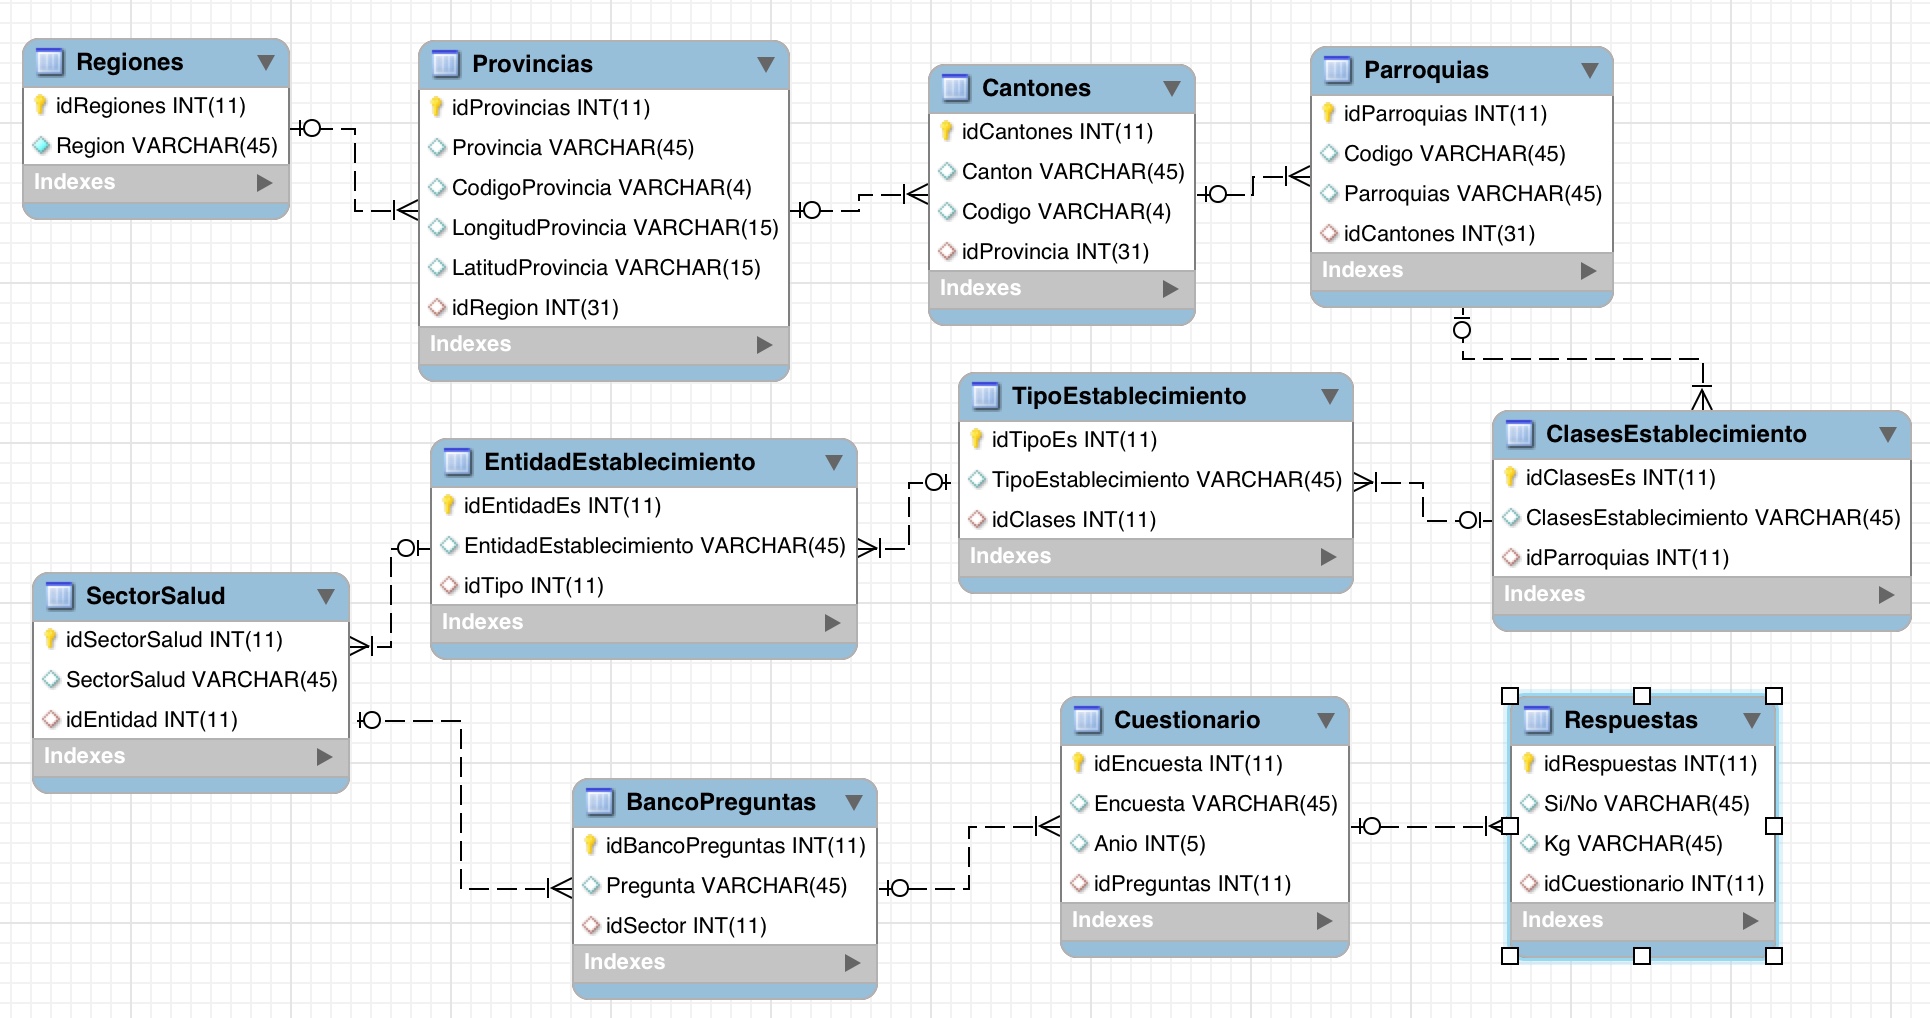 Regiones
idRegiones INT(11)
Region VARCHAR(45)
Indexes
Provincias
idProvincias INT(11)
Provincia VARCHAR(45)
CodigoProvincia VARCHAR(4)
LongitudProvincia VARCHAR(15)
LatitudProvincia VARCHAR(15)
idRegion INT(31)
Indexes
Cantones
idCantones INT(11)
Canton VARCHAR(45)
Codigo VARCHAR(4)
idProvincia INT(31)
Indexes
Parroquias
idParroquias INT(11)
Codigo VARCHAR(45)
Parroquias VARCHAR(45)
idCantones INT(31)
Indexes
SectorSalud
idSectorSalud INT(11)
SectorSalud VARCHAR(45)
idEntidad INT(11)
Indexes
EntidadEstablecimiento
idEntidadEs INT(11)
EntidadEstablecimiento VARCHAR(45)
idTipo INT(11)
Indexes
TipoEstablecimiento
idTipoEs INT(11)
TipoEstablecimiento VARCHAR(45)
idClases INT(11)
Indexes
ClasesEstablecimiento
idClasesEs INT(11)
ClasesEstablecimiento VARCHAR(45)
idParroquias INT(11)
Indexes
BancoPreguntas
idBancoPreguntas INT(11)
Pregunta VARCHAR(45)
idSector INT(11)
Indexes
Cuestionario
idEncuesta INT(11)
Encuesta VARCHAR(45)
Anio INT(5)
idPreguntas INT(11)
Indexes
Respuestas
idRespuestas INT(11)
Si/No VARCHAR(45)
Kg VARCHAR(45)
idCuestionario INT(11)
Indexes